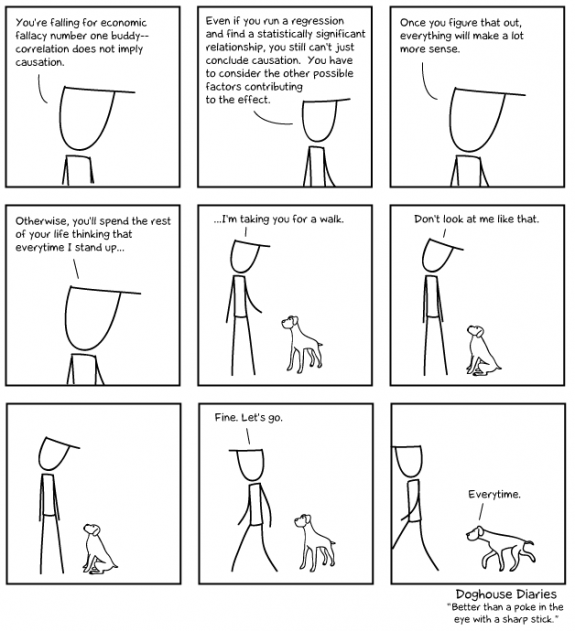 You're falling for economic
fallacy number one buddy--
correlation does not imply
causation.
Even if you run a regression
and find a statistically significant
relationship, you still can't just
conclude causation. You have
to consider the other possible
factors contributing
to the effect.
Once you figure that out,
everything will make a lot
more sense.
Otherwise, you'll spend the rest
of your life thinking that
everytime I stand up...
...I'm taking you for a walk.
Don't look at me like that.
Fine. Let's go.
Everytime.
Doghouse Diaries
"Better than a poke in the
eye with a sharp stick."